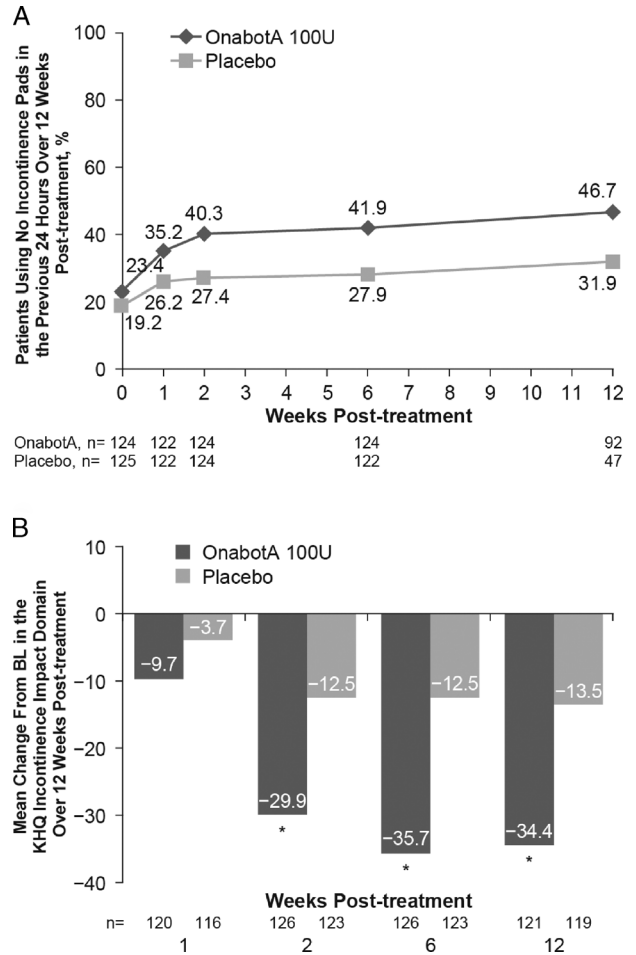 A
OnabotA 100U
Placebo
Patients Using No Incontinence Pads in
the Previous 24 Hours Over 12 Weeks
Post-treatment, %
100
80
60
40
20
0
23.4
35.2
40.3
41.9
46.7
19.2
26.2
27.4
27.9
31.9
0 1 2 3 4 5 6 7 8 9 10 11 12
Weeks Post-treatment
OnabotA, n= 124 122 124 124 92
Placebo, n= 125 122 124 122 47
B
OnabotA 100U
Placebo
Mean Change From BL in the
KHQ Incontinence Impact Domain
Over 12 Weeks Post-treatment
10
0
−10
−20
−30
−40
−9.7
−3.7
−29.9
*
−12.5
−35.7
*
−12.5
−34.4
*
−13.5
Weeks Post-treatment
n= 120 116 126 123 126 123 121 119
1 2 6 12